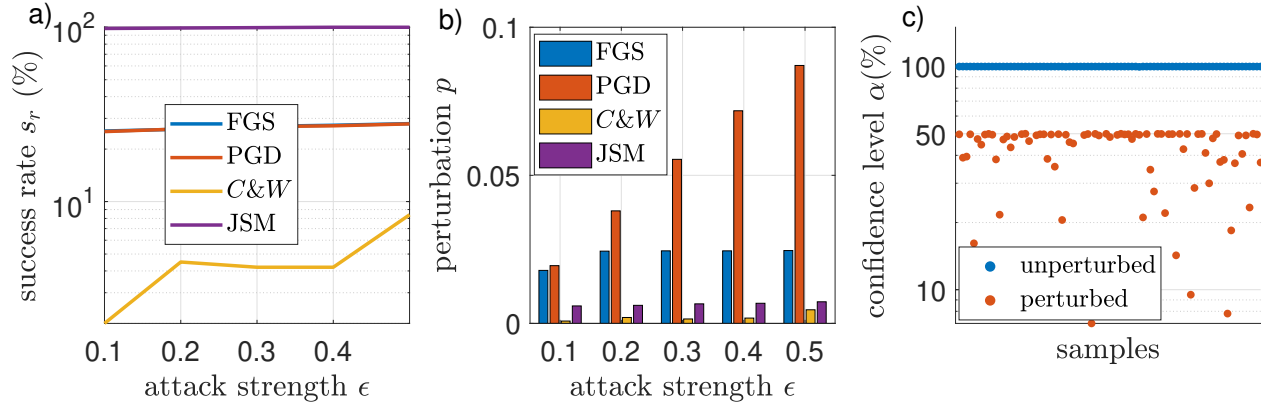 a)
success rate s_r (%)
10^2
10^1
FGS
PGD
C&W
JSM
0.1 0.2 0.3 0.4
attack strength ϵ
b)
perturbation p
0.1
0.05
0
FGS
PGD
C&W
JSM
0.1 0.2 0.3 0.4 0.5
attack strength ϵ
c)
confidence level α(%)
100
50
10
unperturbed
perturbed
samples